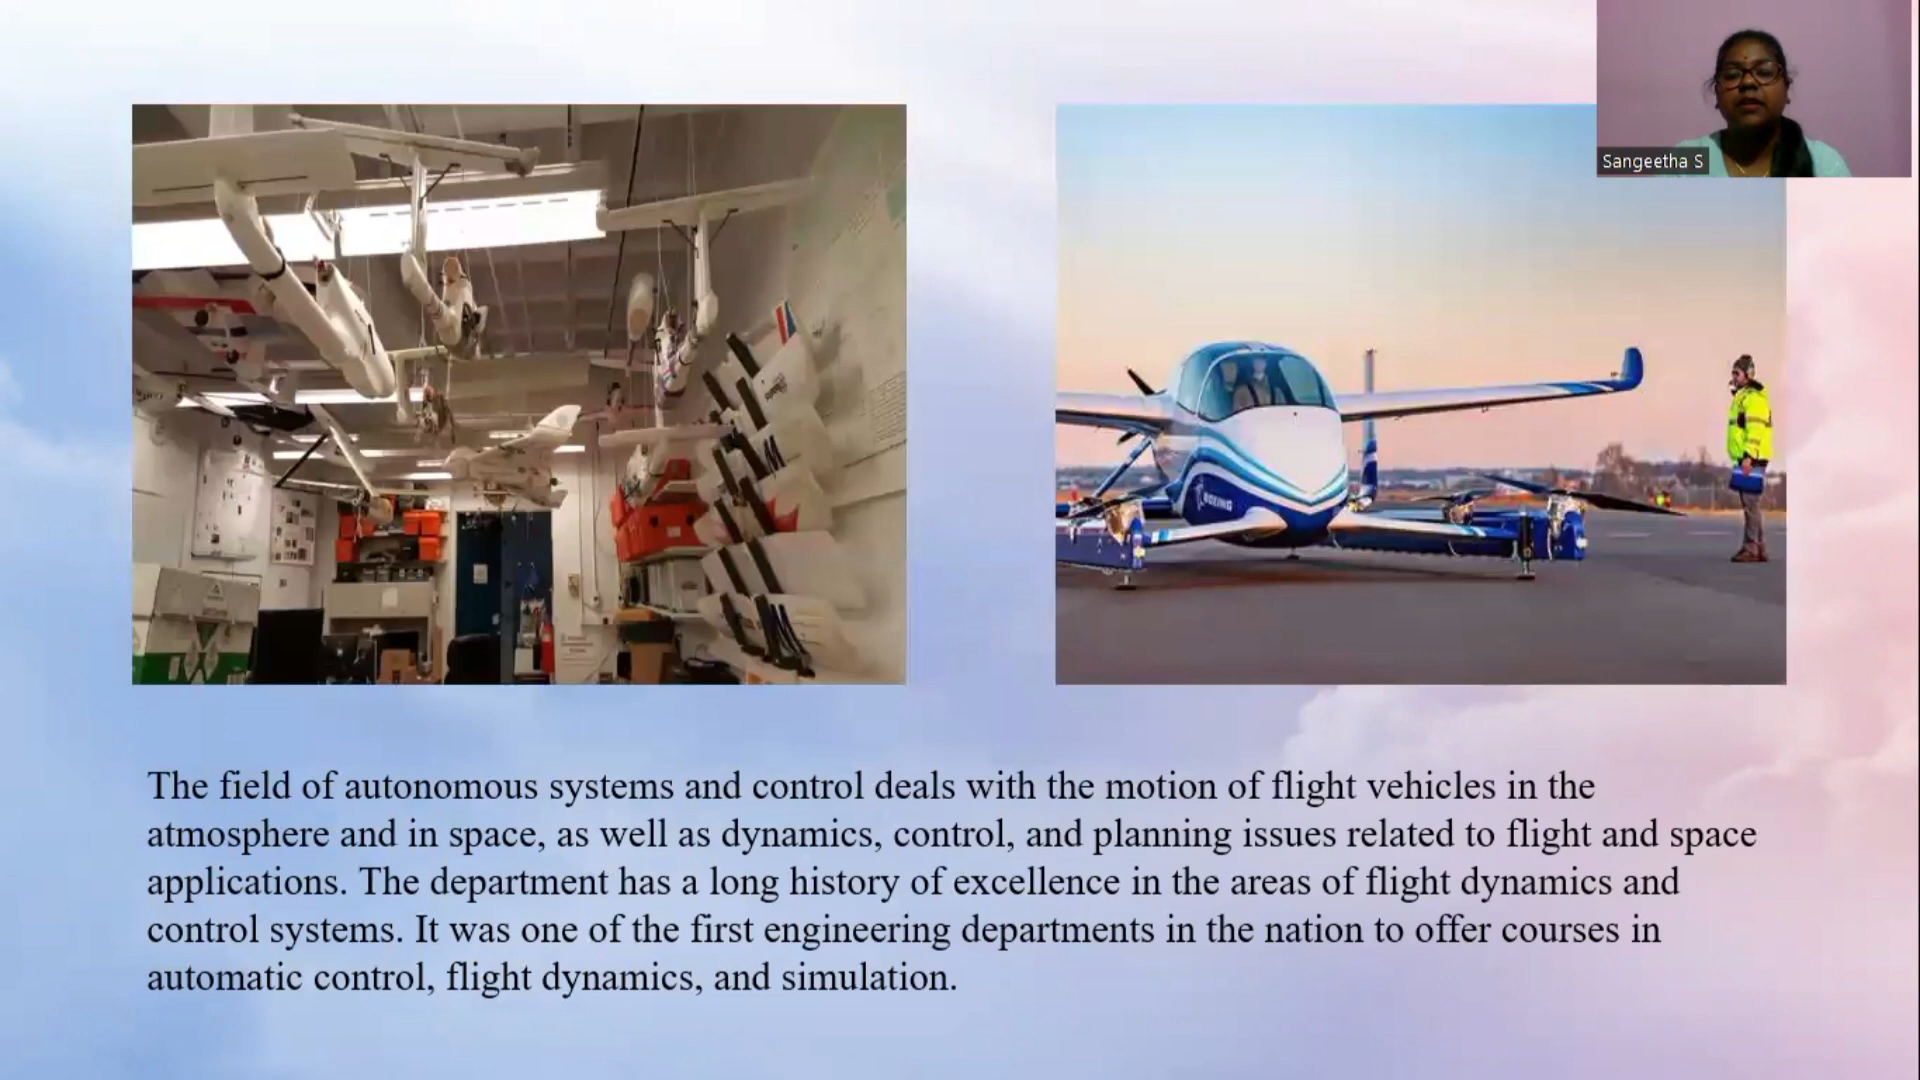 Sangeetha S
BOEING
The field of autonomous systems and control deals with the motion of flight vehicles in the
atmosphere and in space, as well as dynamics, control, and planning issues related to flight and space
applications. The department has a long history of excellence in the areas of flight dynamics and
control systems. It was one of the first engineering departments in the nation to offer courses in
automatic control, flight dynamics, and simulation.